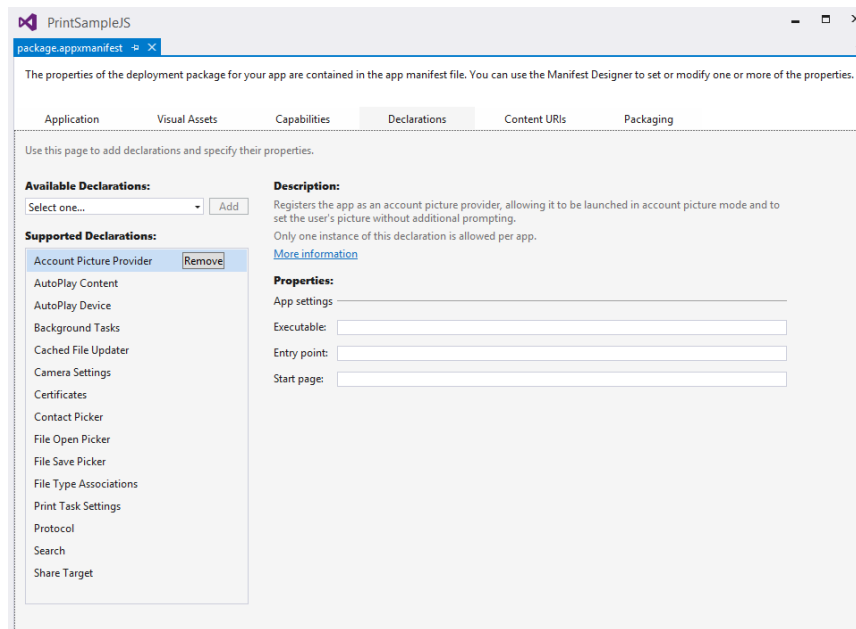 PrintSampleJS
package.appxmanifest
The properties of the deployment package for your app are contained in the app manifest file. You can use the Manifest Designer to set or modify one or more of the properties.
Application Visual Assets Capabilities Declarations Content URIs Packaging
Use this page to add declarations and specify their properties.
Available Declarations:
Select one... Add
Supported Declarations:
Account Picture Provider Remove
AutoPlay Content
AutoPlay Device
Background Tasks
Cached File Updater
Camera Settings
Certificates
Contact Picker
File Open Picker
File Save Picker
File Type Associations
Print Task Settings
Protocol
Search
Share Target
Description:
Registers the app as an account picture provider, allowing it to be launched in account picture mode and to
set the user's picture without additional prompting.
Only one instance of this declaration is allowed per app.
More information
Properties:
App settings
Executable:
Entry point:
Start page: